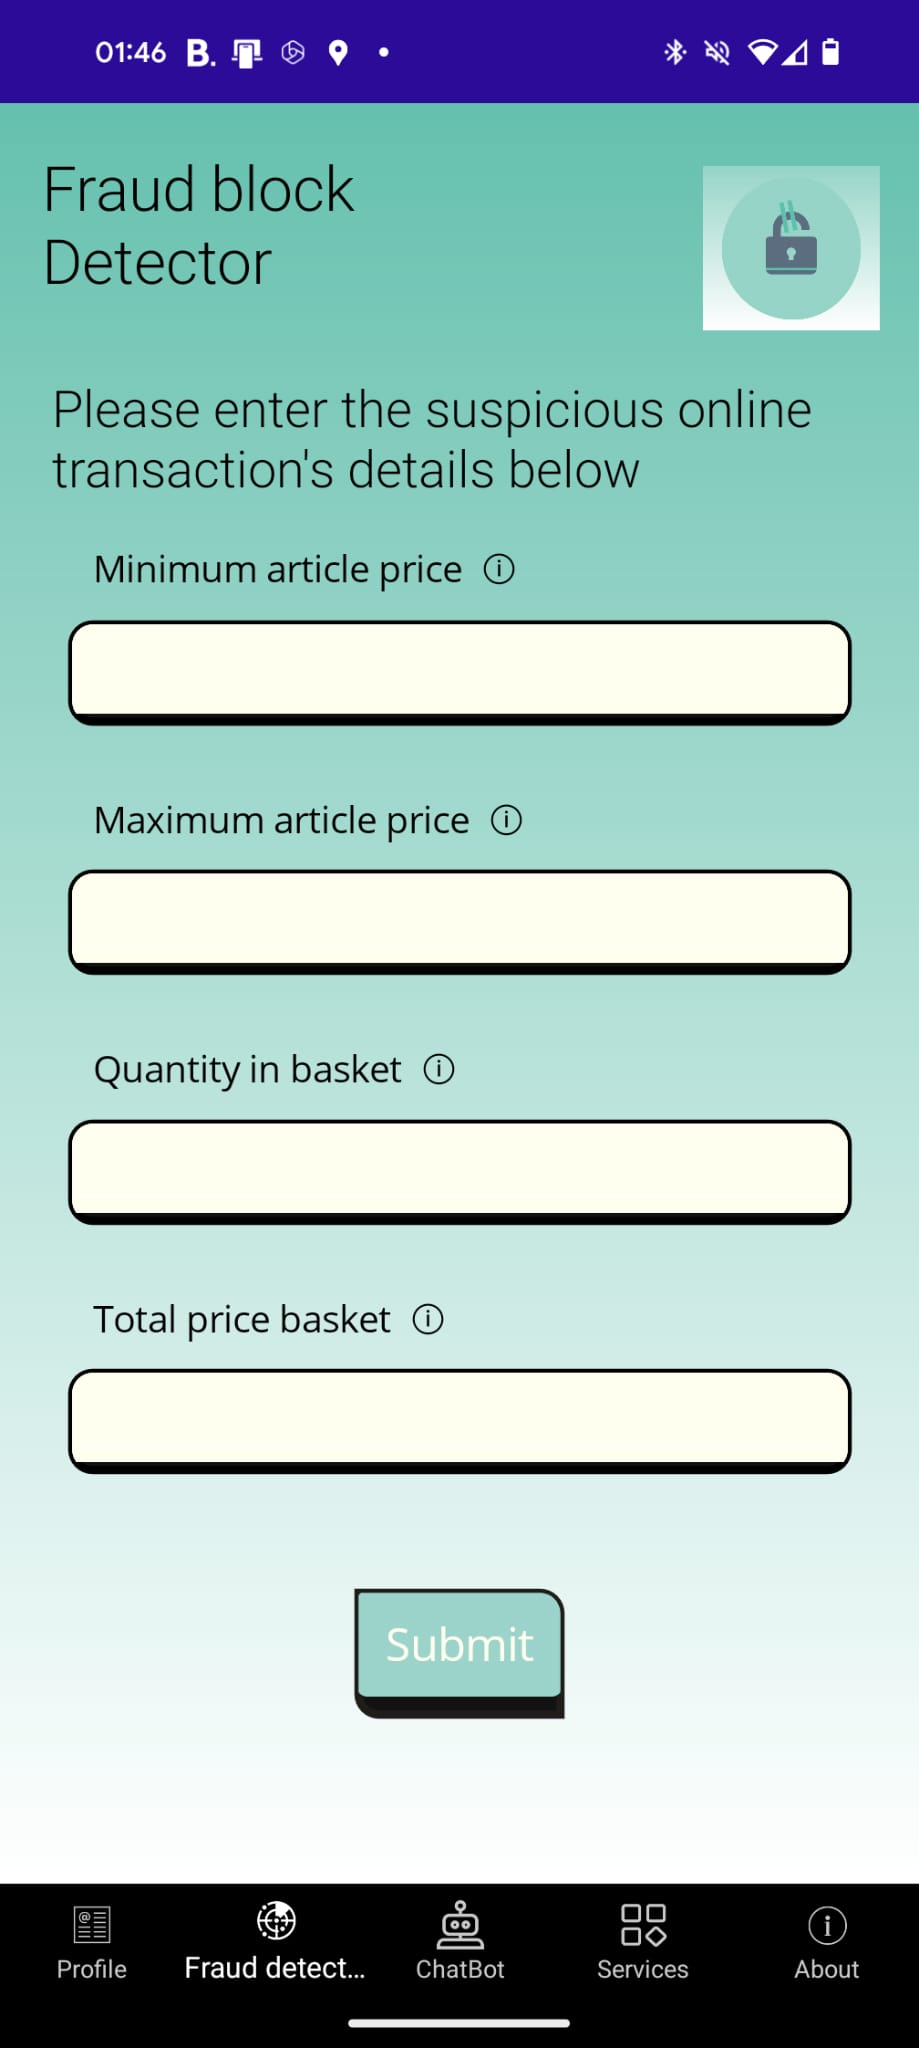 01:46 B.
Fraud block
Detector
Please enter the suspicious online
transaction's details below
Minimum article price
Maximum article price
Quantity in basket
Total price basket
Submit
Profile
Fraud detect...
ChatBot
Services
About